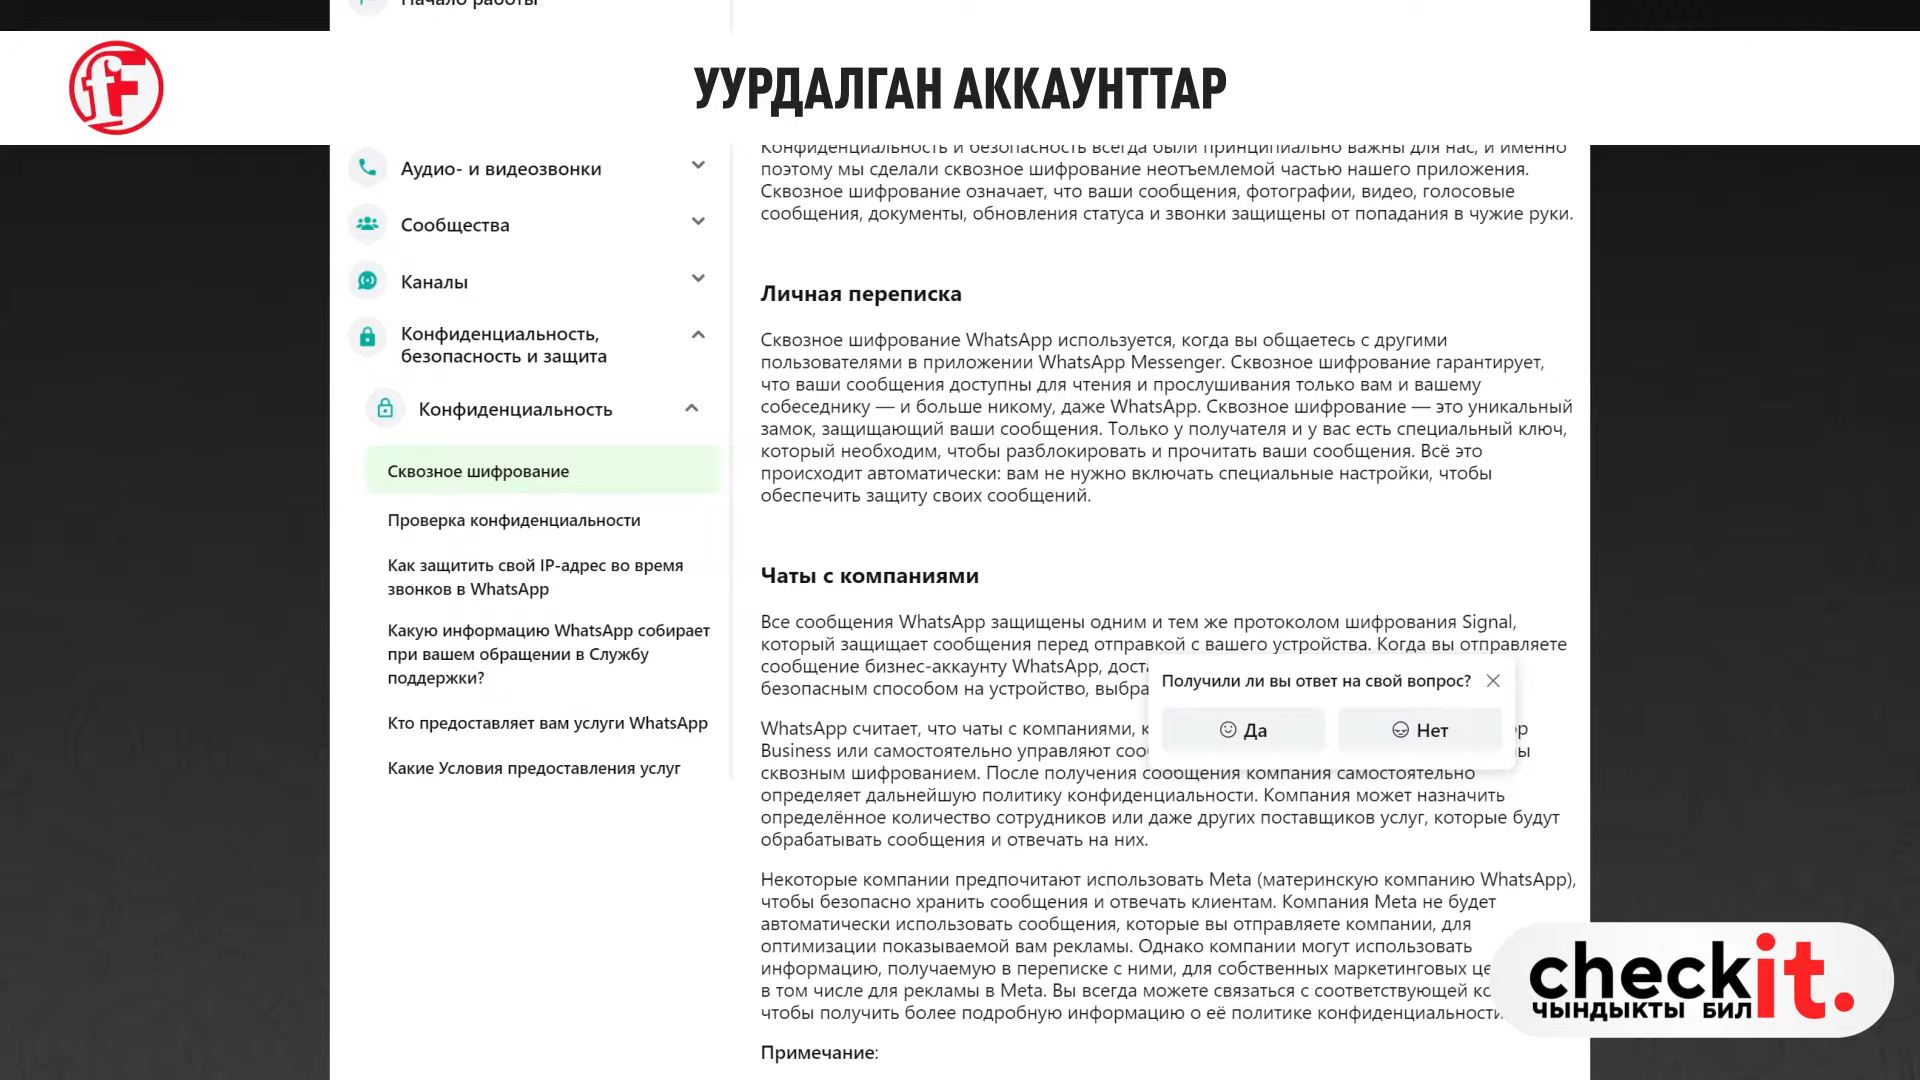 Начало работы
УУРДАЛГАН АККАУНТТАР
Аудио- и видеозвонки
Сообщества
Каналы
Конфиденциальность,
безопасность и защита
Конфиденциальность
Сквозное шифрование
Проверка конфиденциальности
Как защитить свой IP-адрес во время
звонков в WhatsApp
Какую информацию WhatsApp собирает
при вашем обращении в Службу
поддержки?
Кто предоставляет вам услуги WhatsApp
Какие Условия предоставления услуг
Конфиденциальность и безопасность всегда были принципиально важны для нас, и именно
поэтому мы сделали сквозное шифрование неотъемлемой частью нашего приложения.
Сквозное шифрование означает, что ваши сообщения, фотографии, видео, голосовые
сообщения, документы, обновления статуса и звонки защищены от попадания в чужие руки.
Личная переписка
Сквозное шифрование WhatsApp используется, когда вы общаетесь с другими
пользователями в приложении WhatsApp Messenger. Сквозное шифрование гарантирует,
что ваши сообщения доступны для чтения и прослушивания только вам и вашему
собеседнику — и больше никому, даже WhatsApp. Сквозное шифрование — это уникальный
замок, защищающий ваши сообщения. Только у получателя и у вас есть специальный ключ,
который необходим, чтобы разблокировать и прочитать ваши сообщения. Всё это
происходит автоматически: вам не нужно включать специальные настройки, чтобы
обеспечить защиту своих сообщений.
Чаты с компаниями
Все сообщения WhatsApp защищены одним и тем же протоколом шифрования Signal,
который защищает сообщения перед отправкой с вашего устройства. Когда вы отправляете
сообщение бизнес-аккаунту WhatsApp,
безопасным способом на устройство,
WhatsApp считает, что чаты с компаниями,
Business или самостоятельно управляют
сквозным шифрованием. После получения сообщения компания самостоятельно
определяет дальнейшую политику конфиденциальности. Компания может назначить
определённое количество сотрудников или даже других поставщиков услуг, которые будут
обрабатывать сообщения и отвечать на них.
Некоторые компании предпочитают использовать Meta (материнскую компанию WhatsApp),
чтобы безопасно хранить сообщения и отвечать клиентам. Компания Meta не будет
автоматически использовать сообщения, которые вы отправляете компании, для
оптимизации показываемой вам рекламы. Однако компании могут использовать
информацию, получаемую в переписке с ними, для собственных маркетинговых
в том числе для рекламы в Meta. Вы всегда можете связаться с соответствующей
чтобы получить более подробную информацию о её политике конфиденциальности
Примечание:
Получили ли вы ответ на свой вопрос?
Да
Нет
checkit.
ЧЫНДЫКТЫ БИЛ